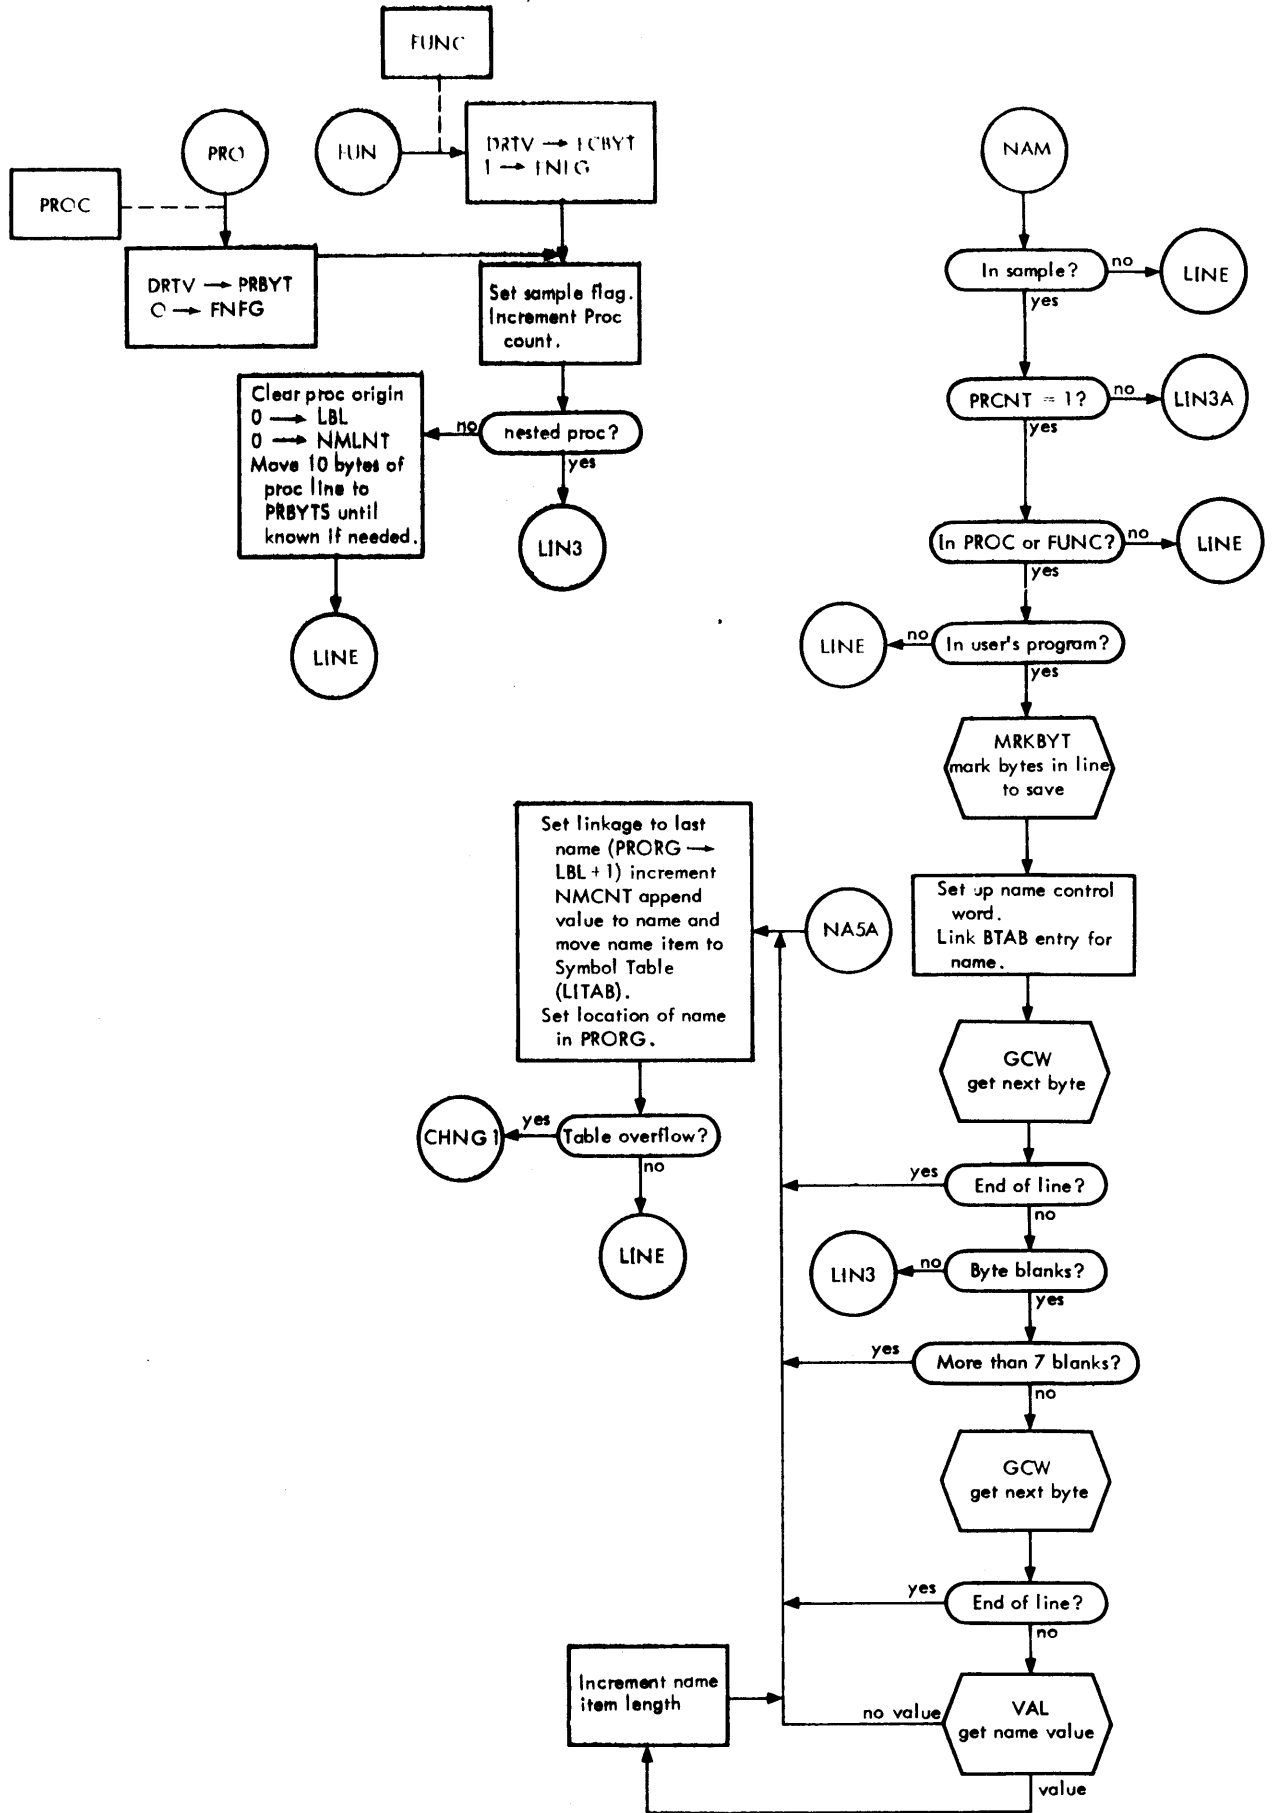 FUNC
PRO
FUN
DRTV → FCBYT
1 → FNFG
PROC
DRTV → PRBYT
0 → FNFG
Set sample flag.
Increment Proc
count.
Clear proc origin
0 → LBL
0 → NMLNT
Move 10 bytes of
proc line to
PRBYTS until
known if needed.
no
nested proc?
yes
LIN3
LINE
NAM
In sample?
no
LINE
yes
PRCNT = 1?
no
LIN3A
yes
In PROC or FUNC?
no
LINE
yes
LINE
no
In user's program?
yes
MRKBYT
mark bytes in line
to save
Set up name control
word.
Link BTAB entry for
name.
GCW
get next byte
yes
End of line?
no
LIN3
no
Byte blanks?
yes
yes
More than 7 blanks?
no
GCW
get next byte
yes
End of line?
no
VAL
get name value
no value
value
Increment name
item length
NA5A
Set linkage to last
name (PRORG →
LBL + 1) increment
NMCNT append
value to name and
move name item to
Symbol Table
(LITAB).
Set location of name
in PRORG.
CHNG1
yes
Table overflow?
no
LINE